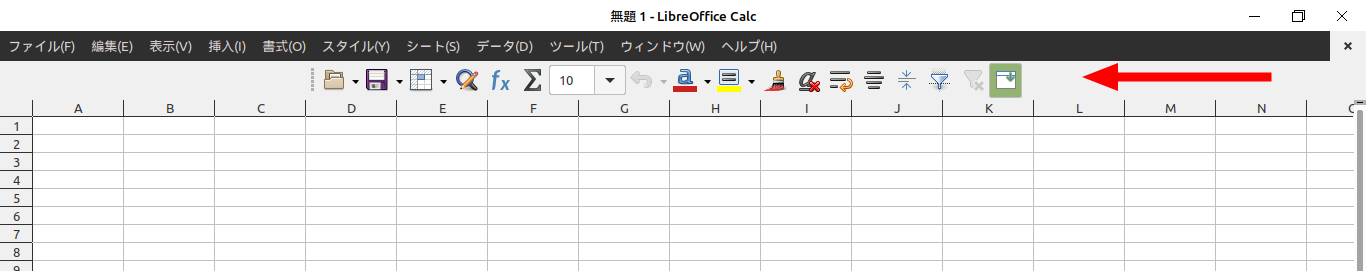 無題 1 - LibreOffice Calc
ファイル(F) 編集(E) 表示(V) 挿入(I) 書式(O) スタイル(Y) シート(S) データ(D) ツール(T) ウィンドウ(W) ヘルプ(H)
fx Σ 10 a a
A B C D E F G H I J K L M N
1
2
3
4
5
6
7
8
9